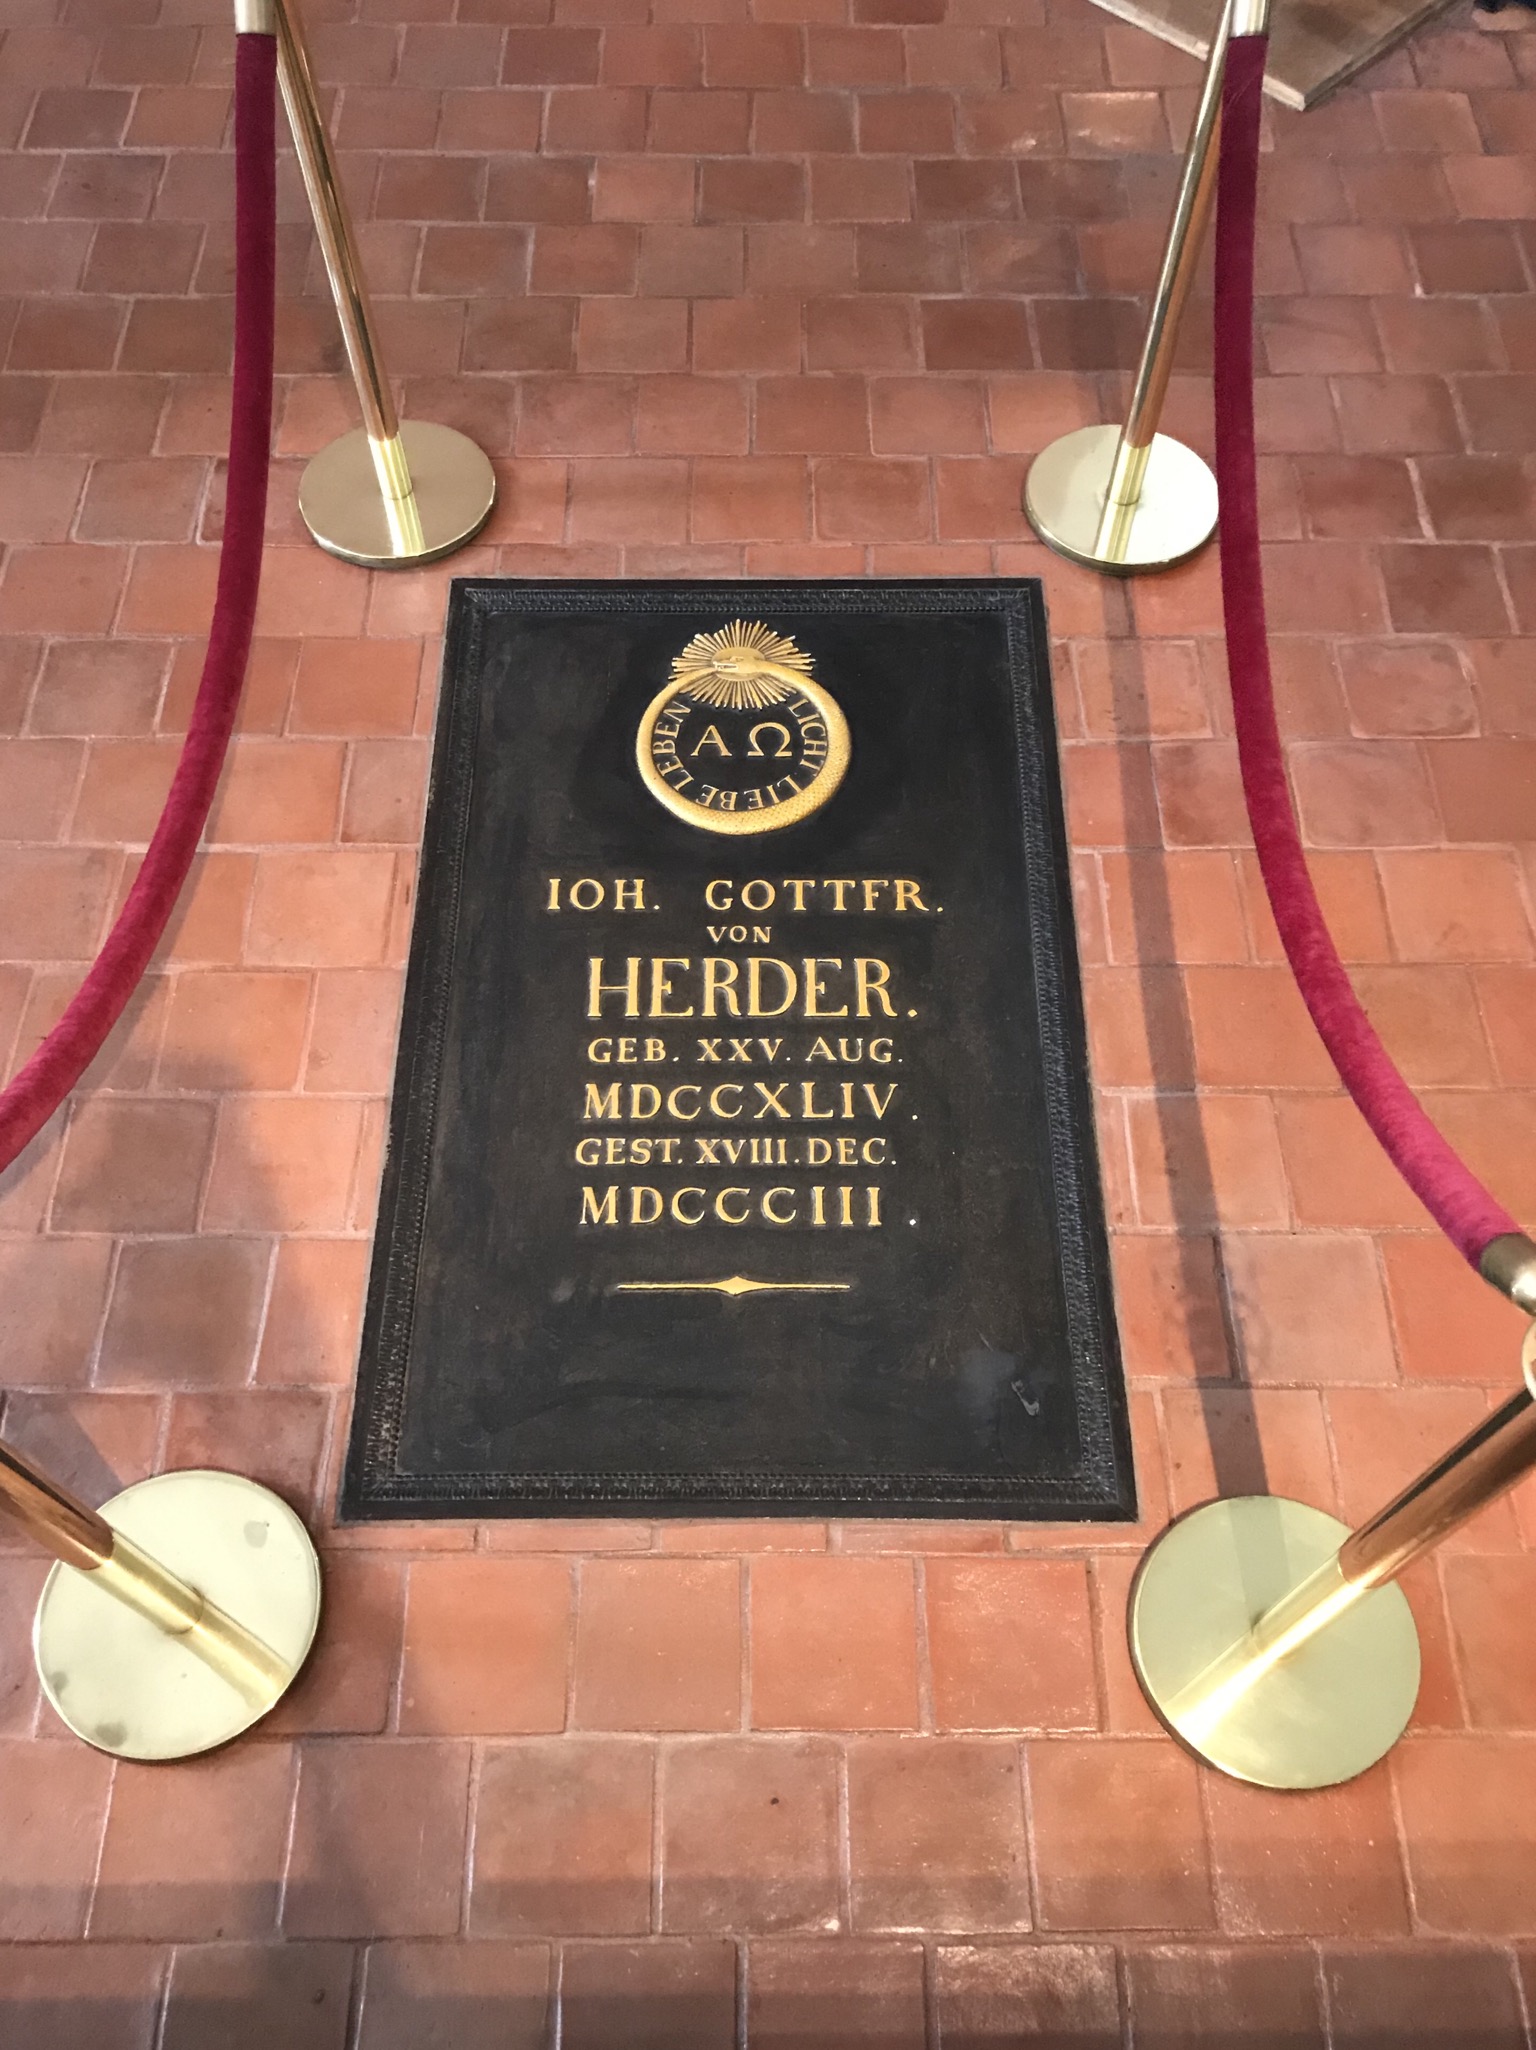 LICHT. LIEBE LEBEN
Α Ω
IOH. GOTTFR.
VON
HERDER.
GEB. XXV. AUG.
MDCCXLIV.
GEST. XVIII. DEC.
MDCCCIII.